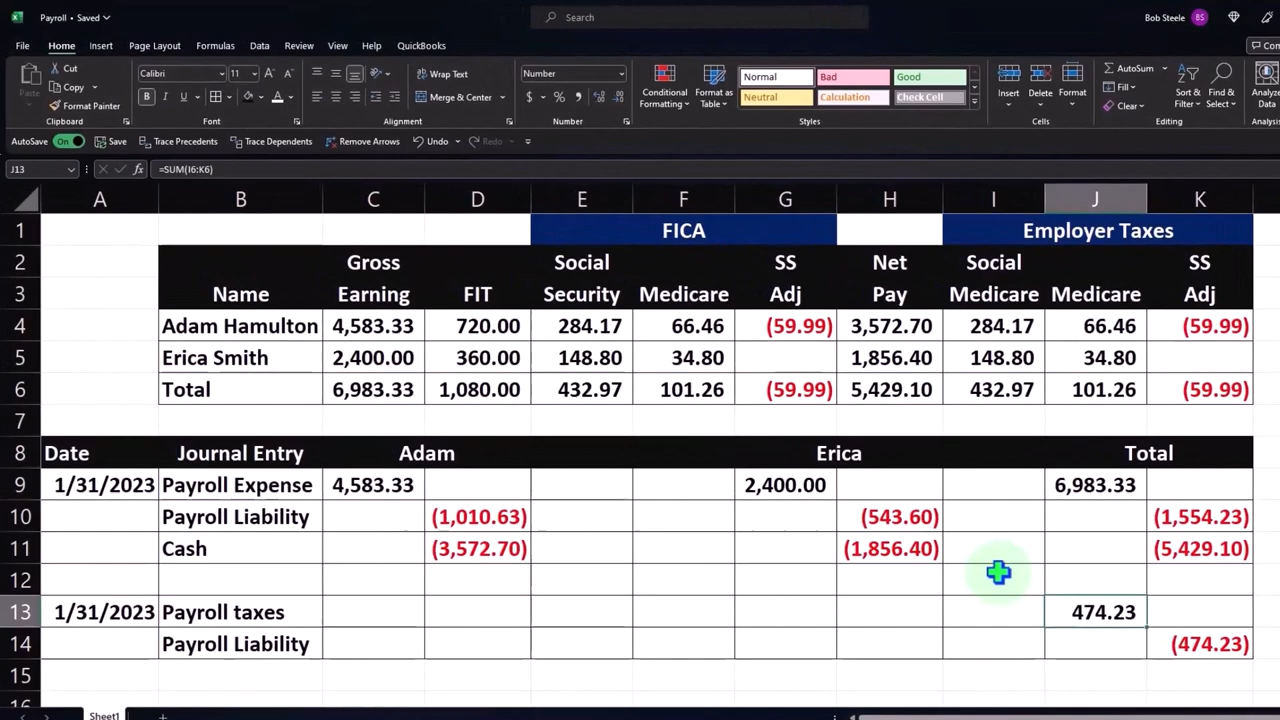 Payroll • Saved
Search
Bob Steele BS
File Home Insert Page Layout Formulas Data Review View Help QuickBooks
Cut
Copy
Format Painter
Paste
Clipboard
Calibri 11
B I U
Font
Wrap Text
Merge & Center
Alignment
Number
$ % ,
Number
Conditional Formatting
Format as Table
Normal Bad Good
Neutral Calculation Check Cell
Styles
Insert Delete Format
Cells
AutoSum
Fill
Clear
Sort & Filter
Find & Select
Editing
AutoSave On Save Trace Precedents Trace Dependents Remove Arrows Undo Redo
J13 fx =SUM(I6:K6)
A B C D E F G H I J K
1 FICA Employer Taxes
2 Gross Social SS Net Social SS
3 Name Earning FIT Security Medicare Adj Pay Medicare Medicare Adj
4 Adam Hamulton 4,583.33 720.00 284.17 66.46 (59.99) 3,572.70 284.17 66.46 (59.99)
5 Erica Smith 2,400.00 360.00 148.80 34.80 1,856.40 148.80 34.80
6 Total 6,983.33 1,080.00 432.97 101.26 (59.99) 5,429.10 432.97 101.26 (59.99)
7
8 Date Journal Entry Adam Erica Total
9 1/31/2023 Payroll Expense 4,583.33 2,400.00 6,983.33
10 Payroll Liability (1,010.63) (543.60) (1,554.23)
11 Cash (3,572.70) (1,856.40) (5,429.10)
12
13 1/31/2023 Payroll taxes 474.23
14 Payroll Liability (474.23)
15
16
Sheet1